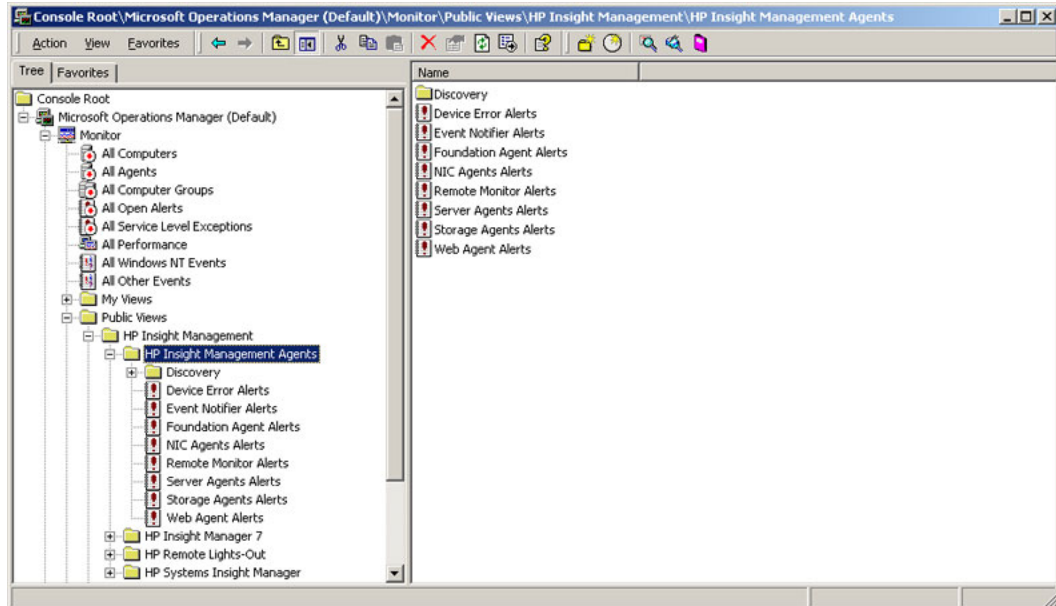 Console Root\Microsoft Operations Manager (Default)\Monitor\Public Views\HP Insight Management\HP Insight Management Agents
Action View Favorites
Tree Favorites
Console Root
Microsoft Operations Manager (Default)
Monitor
All Computers
All Agents
All Computer Groups
All Open Alerts
All Service Level Exceptions
All Performance
All Windows NT Events
All Other Events
My Views
Public Views
HP Insight Management
HP Insight Management Agents
Discovery
Device Error Alerts
Event Notifier Alerts
Foundation Agent Alerts
NIC Agents Alerts
Remote Monitor Alerts
Server Agents Alerts
Storage Agents Alerts
Web Agent Alerts
HP Insight Manager 7
HP Remote Lights-Out
HP Systems Insight Manager
Name
Discovery
Device Error Alerts
Event Notifier Alerts
Foundation Agent Alerts
NIC Agents Alerts
Remote Monitor Alerts
Server Agents Alerts
Storage Agents Alerts
Web Agent Alerts